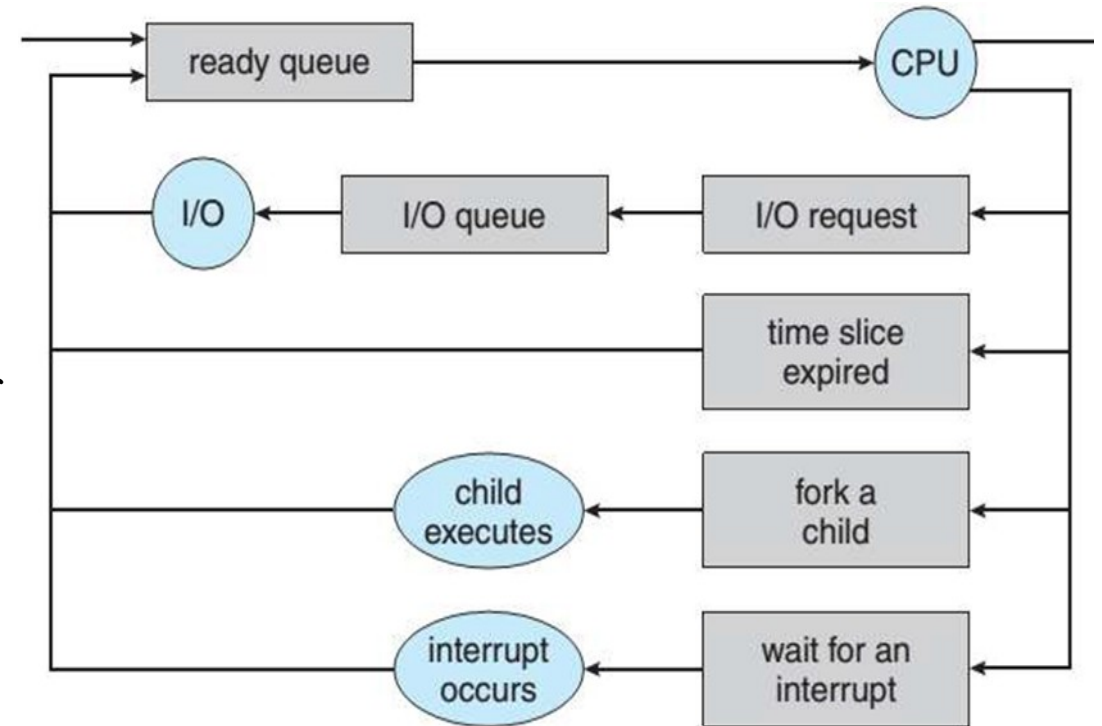 ready queue
CPU
I/O
I/O queue
I/O request
time slice
expired
child
executes
fork a
child
interrupt
occurs
wait for an
interrupt